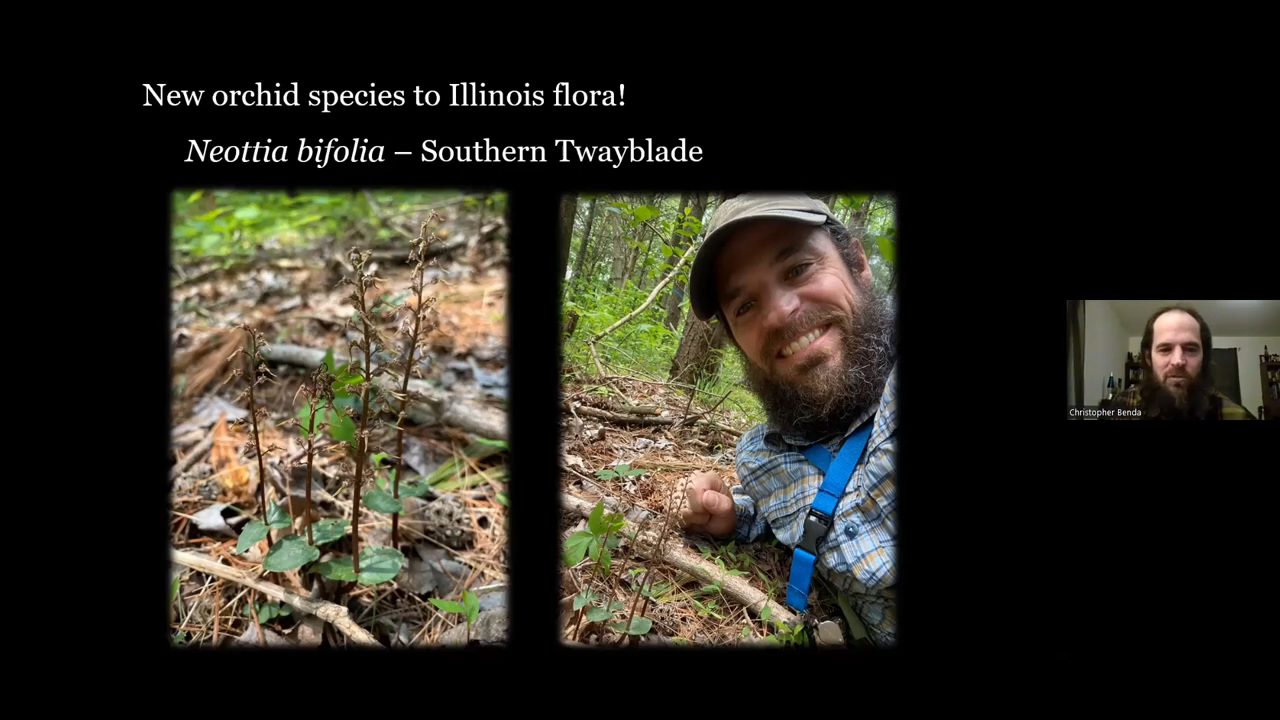 New orchid species to Illinois flora!
Neottia bifolia – Southern Twayblade
Christopher Benda